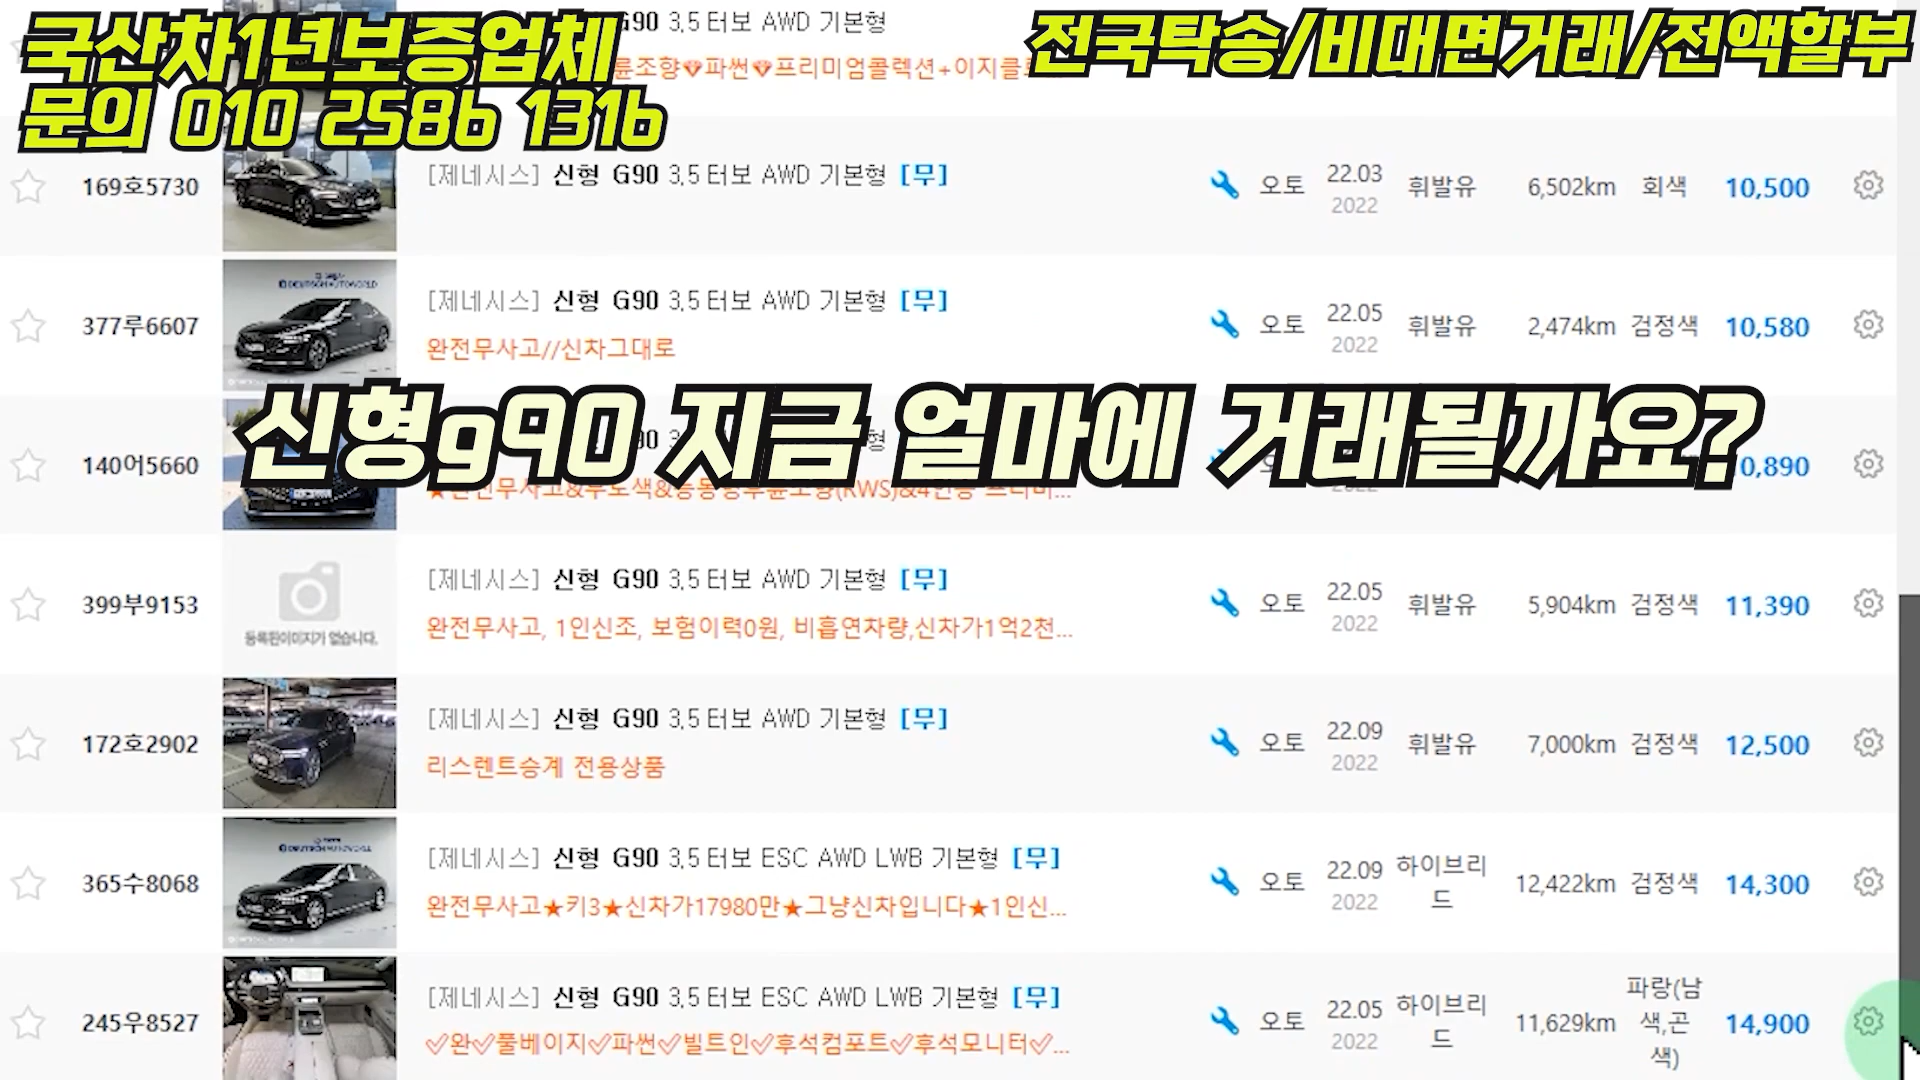 국산차1년보증업체
문의 010 2586 1316
전국탁송/비대면거래/전액할부
G90 3.5 터보 AWD 기본형
륜조향💎파썬💎프리미엄콜렉션+이지클
169호5730 [제네시스] 신형 G90 3.5 터보 AWD 기본형 [무] 오토 22.03 휘발유 6,502km 회색 10,500
2022
377루6607 [제네시스] 신형 G90 3.5 터보 AWD 기본형 [무] 오토 22.05 휘발유 2,474km 검정색 10,580
2022
완전무사고//신차그대로
신형g90 지금 얼마에 거래될까요?
140어5660 0,890
399부9153 [제네시스] 신형 G90 3.5 터보 AWD 기본형 [무] 오토 22.05 휘발유 5,904km 검정색 11,390
2022
등록된이미지가 없습니다.
완전무사고, 1인신조, 보험이력0원, 비흡연차량,신차가1억2천...
172호2902 [제네시스] 신형 G90 3.5 터보 AWD 기본형 [무] 오토 22.09 휘발유 7,000km 검정색 12,500
2022
리스렌트승계 전용상품
365수8068 [제네시스] 신형 G90 3.5 터보 ESC AWD LWB 기본형 [무] 오토 22.09 하이브리드 12,422km 검정색 14,300
2022
완전무사고★키3★신차가17980만★그냥신차입니다★1인신...
245우8527 [제네시스] 신형 G90 3.5 터보 ESC AWD LWB 기본형 [무] 오토 22.05 하이브리드 11,629km 파랑(남색,곤색) 14,900
2022
✅완✅풀베이지✅파썬✅빌트인✅후석컴포트✅후석모니터✅...